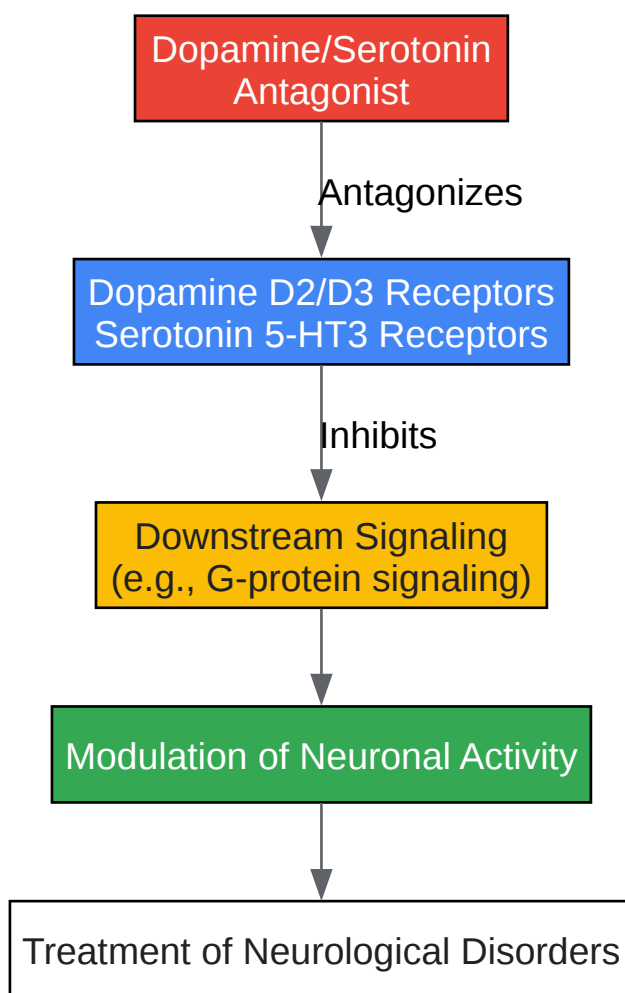 Dopamine/Serotonin
Antagonist
Antagonizes
Dopamine D2/D3 Receptors
Serotonin 5-HT3 Receptors
Inhibits
Downstream Signaling
(e.g., G-protein signaling)
Modulation of Neuronal Activity
Treatment of Neurological Disorders